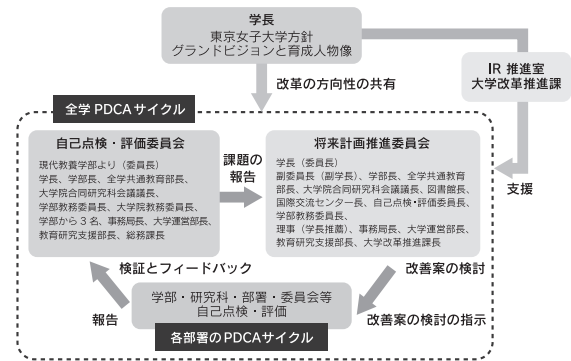 学長
東京女子大学方針
グランドビジョンと育成人物像
IR 推進室
大学改革推進課
改革の方向性の共有
全学 PDCAサイクル
自己点検・評価委員会
現代教養学部より（委員長）
学長、学部長、全学共通教育部長、
大学院合同研究科会議議長、
学部教務委員長、大学院教務委員長、
学部から３名、事務局長、大学運営部長、
教育研究支援部長、総務課長
課題の
報告
将来計画推進委員会
学長（委員長）
副委員長（副学長）、学部長、全学共通教育
部長、大学院合同研究科会議議長、図書館長、
国際交流センター長、自己点検・評価委員長、
学部教務委員長、
理事（学長推薦）、事務局長、大学運営部長、
教育研究支援部長、大学改革推進課長
支援
検証とフィードバック
改善案の検討
学部・研究科・部署・委員会等
自己点検・評価
報告
改善案の検討の指示
各部署のPDCAサイクル